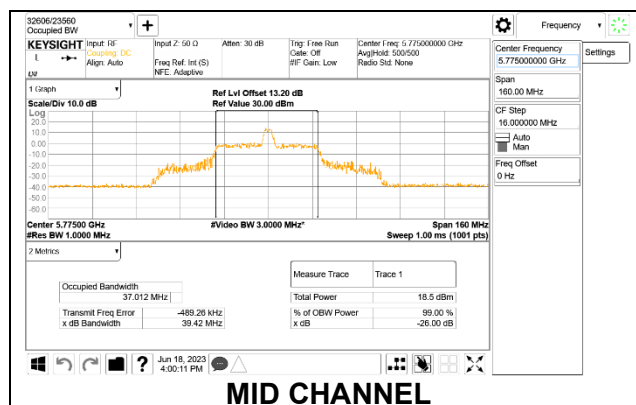 32606/23560
Occupied BW
Frequency
KEYSIGHT
Input: RF
Coupling: DC
Align: Auto
Input Z: 50 Ω
Freq Ref: Int (S)
NFE: Adaptive
Atten: 30 dB
Trig: Free Run
Gate: Off
#IF Gain: Low
Center Freq: 5.775000000 GHz
Avg|Hold: 500/500
Radio Std: None
Center Frequency
5.775000000 GHz
Settings
Span
160.00 MHz
CF Step
16.000000 MHz
Auto
Man
Freq Offset
0 Hz
1 Graph
Scale/Div 10.0 dB
Ref Lvl Offset 13.20 dB
Ref Value 30.00 dBm
Log
20.0
10.0
0.00
-10.0
-20.0
-30.0
-40.0
-50.0
-60.0
Center 5.77500 GHz
#Res BW 1.0000 MHz
#Video BW 3.0000 MHz*
Span 160 MHz
Sweep 1.00 ms (1001 pts)
2 Metrics
Occupied Bandwidth
37.012 MHz
Transmit Freq Error -489.26 kHz
x dB Bandwidth 39.42 MHz
Measure Trace Trace 1
Total Power 18.5 dBm
% of OBW Power 99.00 %
x dB -26.00 dB
Jun 18, 2023
4:00:11 PM
MID CHANNEL